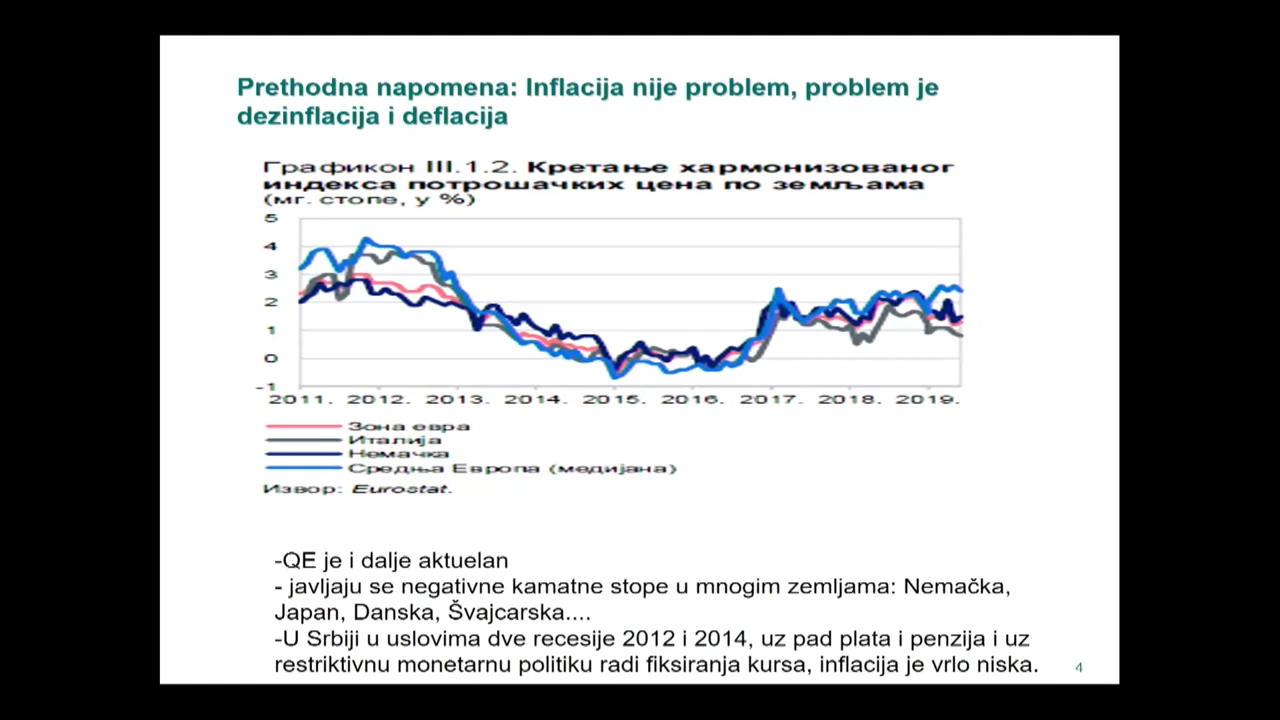 Prethodna napomena: Inflacija nije problem, problem je
dezinflacija i deflacija
Графикон III.1.2. Кретање хармонизованог
индекса потрошачких цена по земљама
(мг. стопе, у %)
5
4
3
2
1
0
-1
2011. 2012. 2013. 2014. 2015. 2016. 2017. 2018. 2019.
Зона евра
Италија
Немачка
Средња Европа (медијана)
Извор: Eurostat.
-QE je i dalje aktuelan
- javljaju se negativne kamatne stope u mnogim zemljama: Nemačka,
Japan, Danska, Švajcarska....
-U Srbiji u uslovima dve recesije 2012 i 2014, uz pad plata i penzija i uz
restriktivnu monetarnu politiku radi fiksiranja kursa, inflacija je vrlo niska.
4